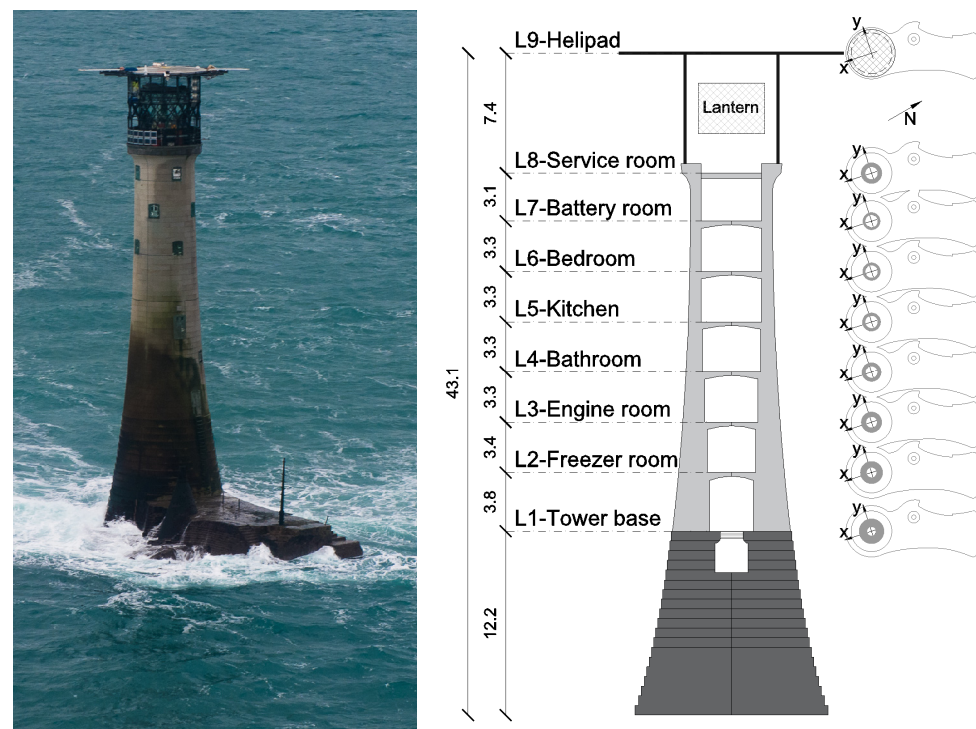 L9-Helipad
y
x
7.4
Lantern
N
L8-Service room
y
x
3.1
L7-Battery room
y
x
3.3
L6-Bedroom
y
x
3.3
L5-Kitchen
y
x
3.3
L4-Bathroom
y
x
43.1
3.3
L3-Engine room
y
x
3.4
L2-Freezer room
y
x
3.8
L1-Tower base
y
x
12.2